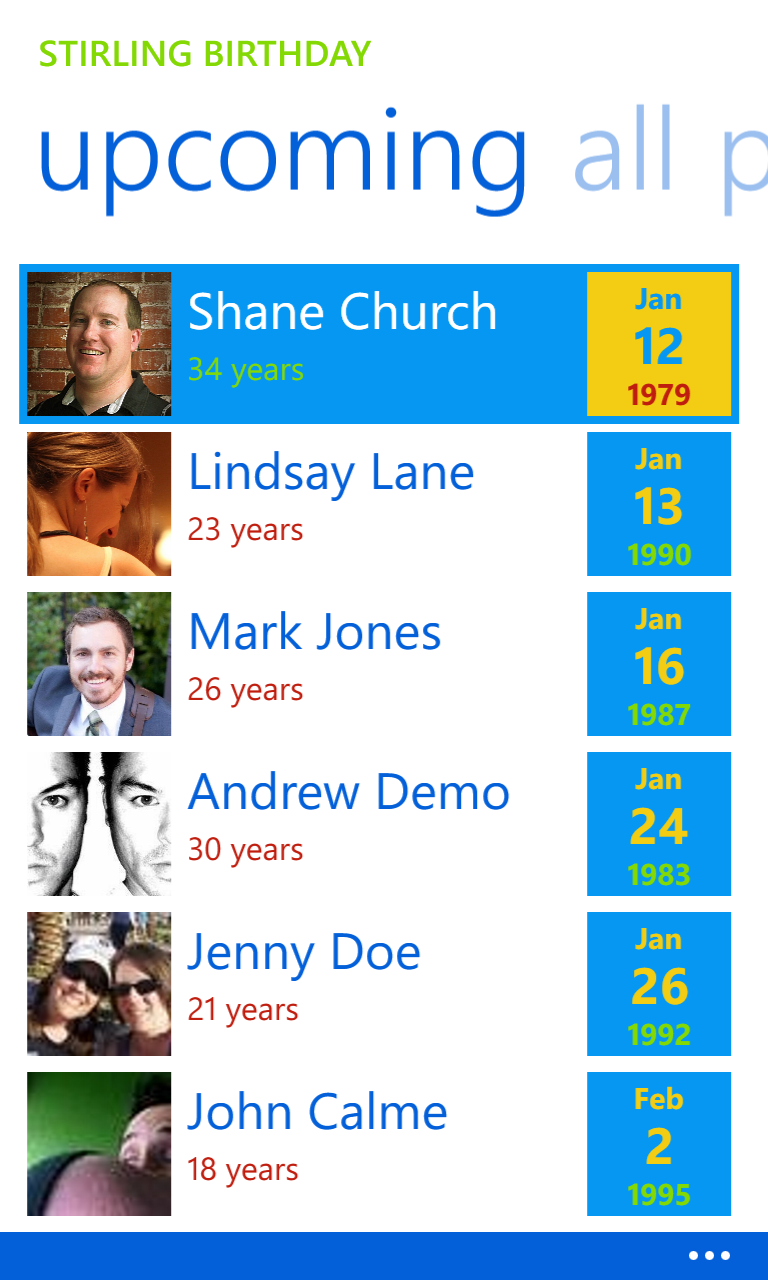 STIRLING BIRTHDAY
upcoming all p
Shane Church
34 years
Jan
12
1979
Lindsay Lane
23 years
Jan
13
1990
Mark Jones
26 years
Jan
16
1987
Andrew Demo
30 years
Jan
24
1983
Jenny Doe
21 years
Jan
26
1992
John Calme
18 years
Feb
2
1995